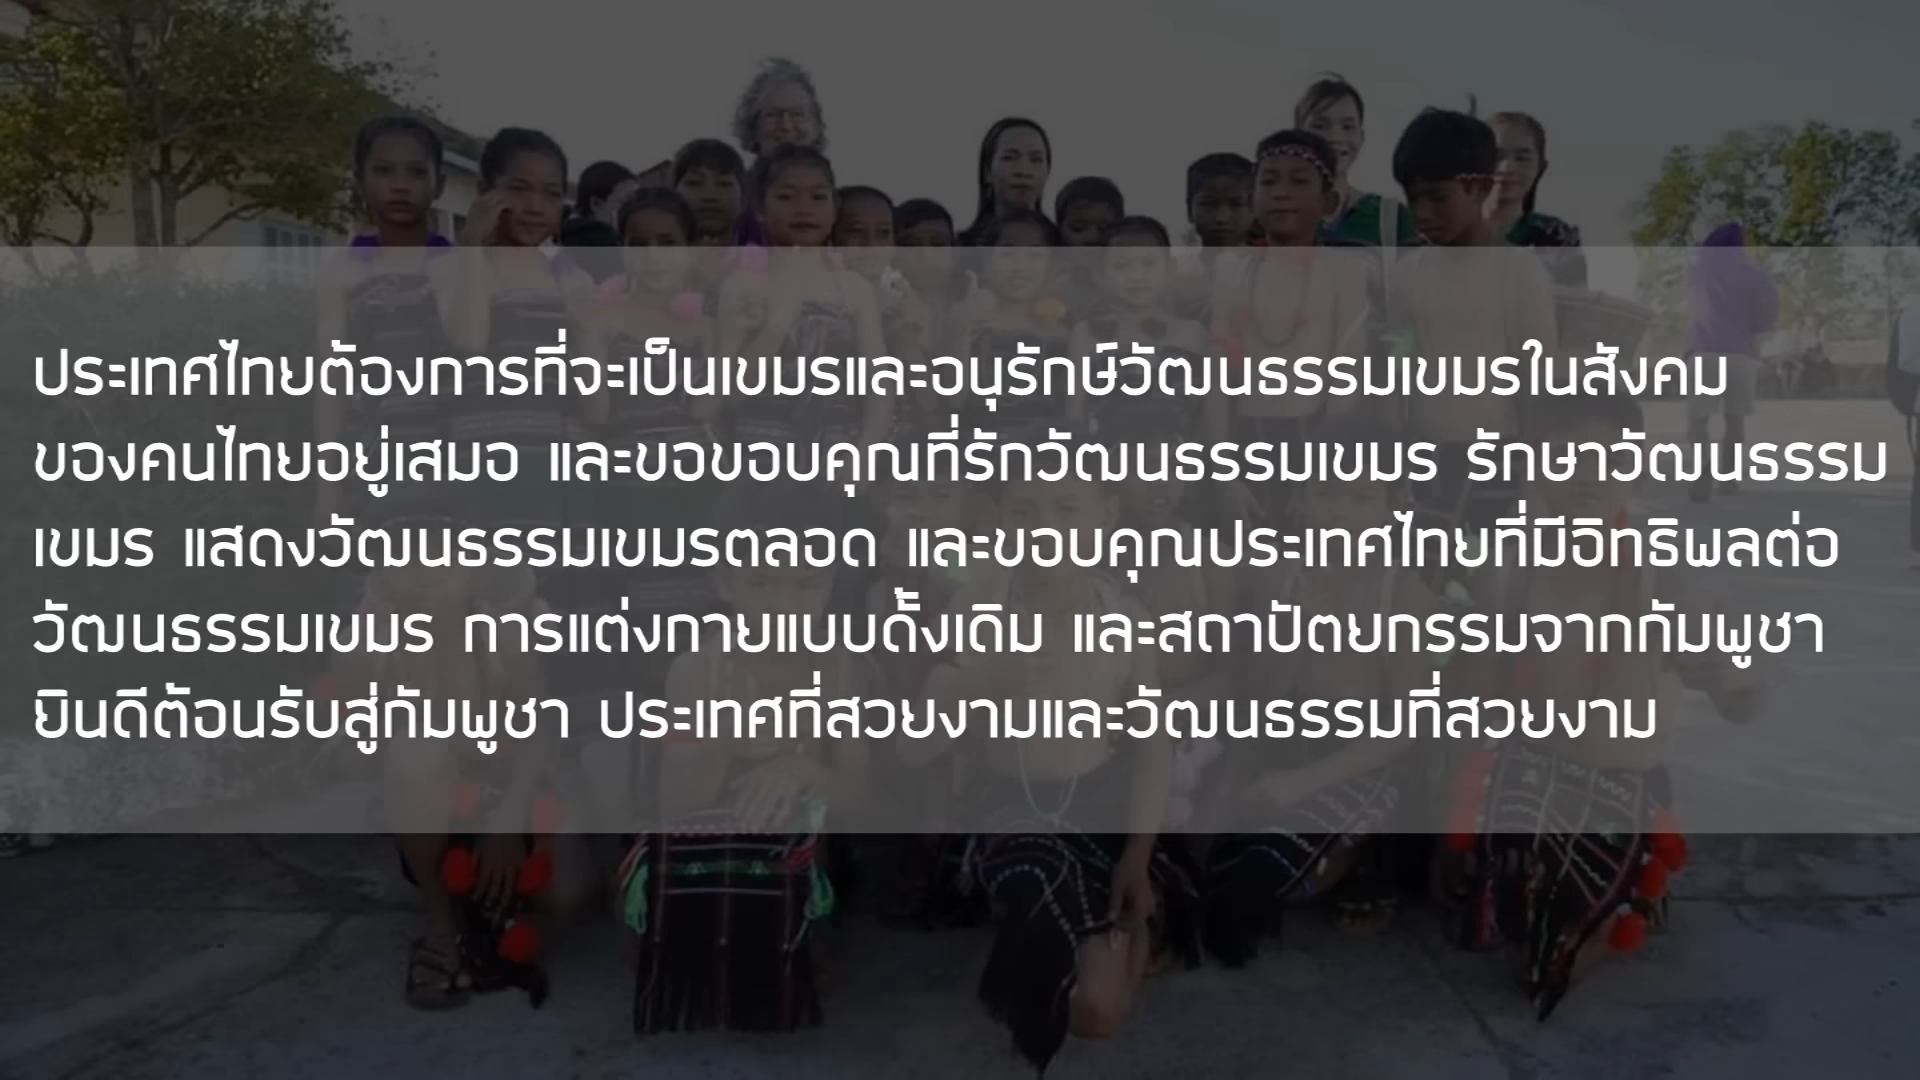 ประเทศไทยต้องการที่จะเป็นเขมรและอนุรักษ์วัฒนธรรมเขมรในสังคม
ของคนไทยอยู่เสมอ และขอขอบคุณที่รักวัฒนธรรมเขมร รักษาวัฒนธรรม
เขมร แสดงวัฒนธรรมเขมรตลอด และขอบคุณประเทศไทยที่มีอิทธิพลต่อ
วัฒนธรรมเขมร การแต่งกายแบบดั้งเดิม และสถาปัตยกรรมจากกัมพูชา
ยินดีต้อนรับสู่กัมพูชา ประเทศที่สวยงามและวัฒนธรรมที่สวยงาม